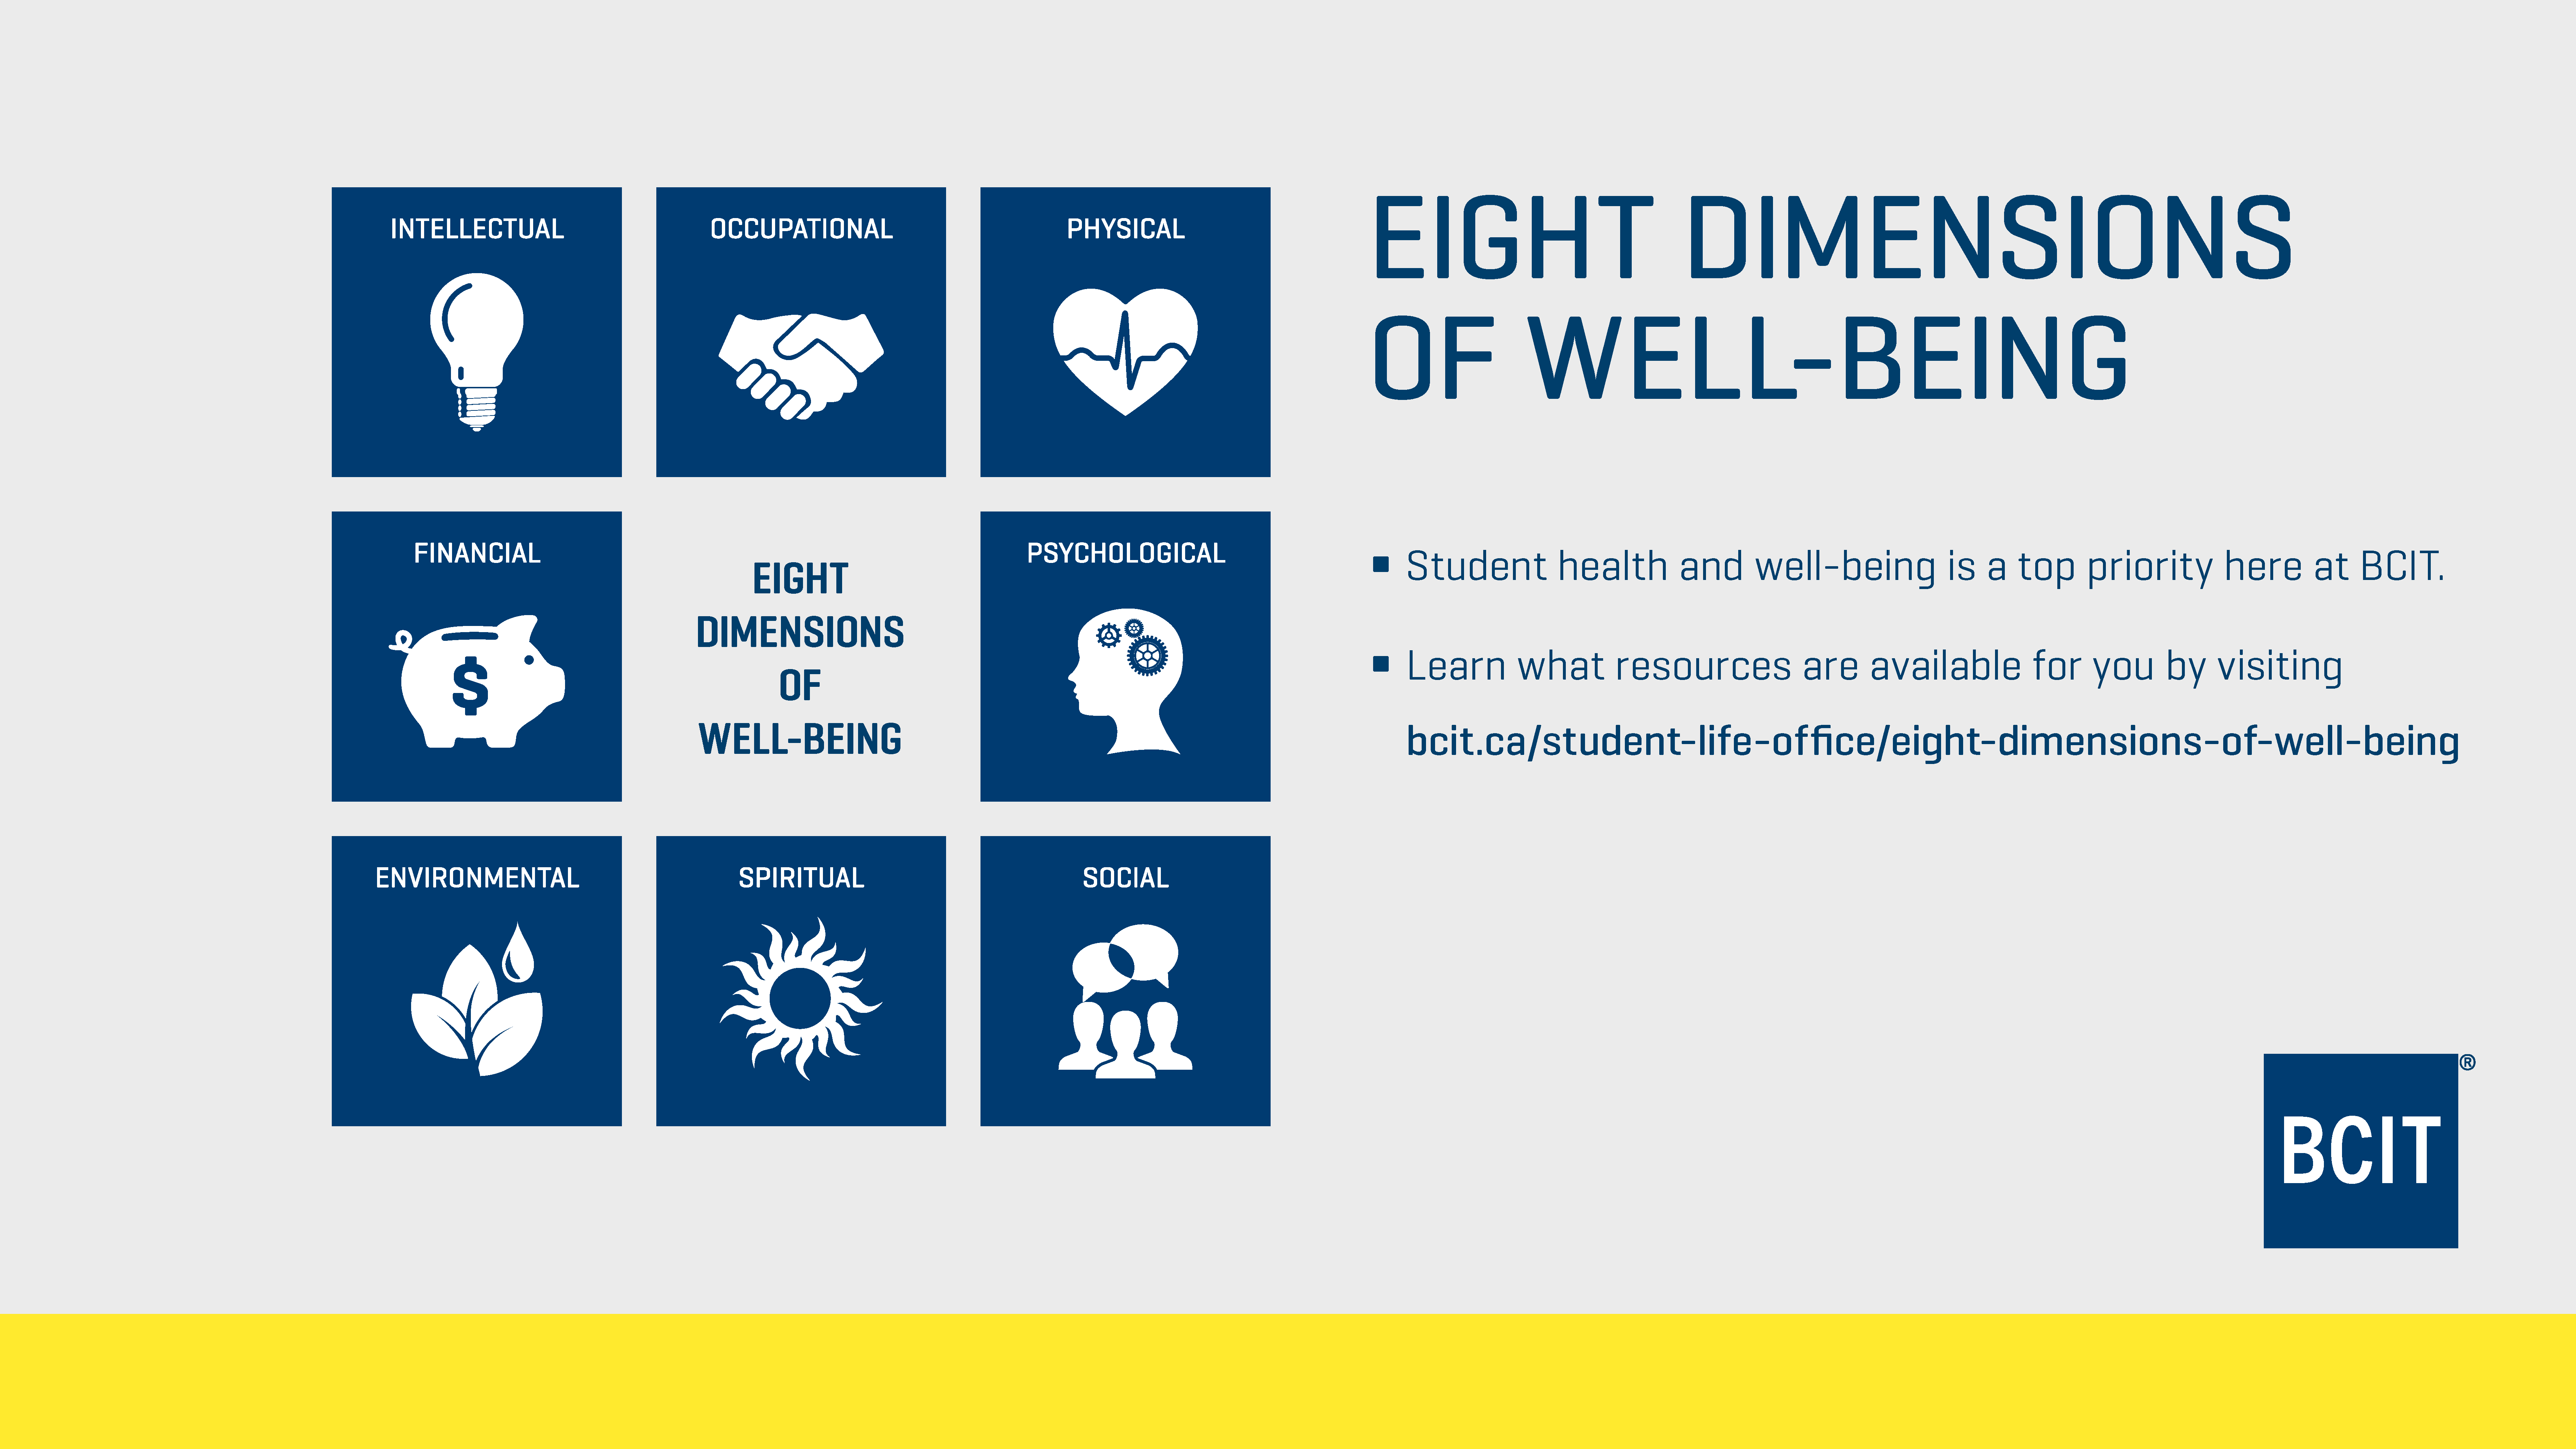 INTELLECTUAL
OCCUPATIONAL
PHYSICAL
FINANCIAL
EIGHT
DIMENSIONS
OF
WELL-BEING
PSYCHOLOGICAL
ENVIRONMENTAL
SPIRITUAL
SOCIAL
$
EIGHT DIMENSIONS
OF WELL-BEING
▪ Student health and well-being is a top priority here at BCIT.
▪ Learn what resources are available for you by visiting
bcit.ca/student-life-office/eight-dimensions-of-well-being
BCIT®